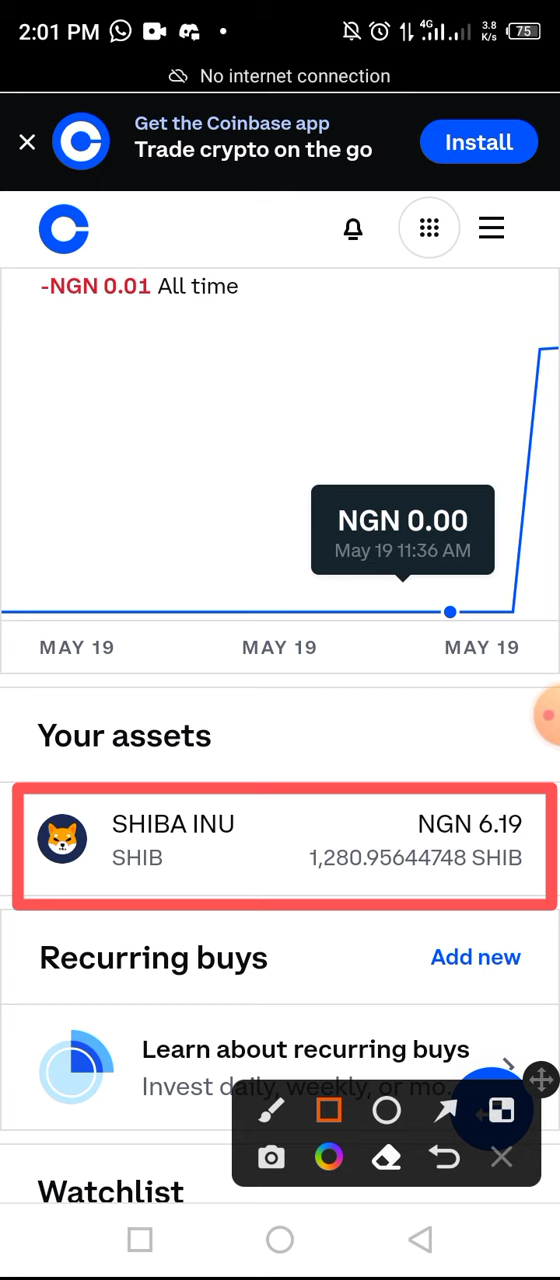 2:01 PM
4G 3.8 K/s 75
No internet connection
Get the Coinbase app
Trade crypto on the go
Install
-NGN 0.01 All time
NGN 0.00
May 19 11:36 AM
MAY 19 MAY 19 MAY 19
Your assets
SHIBA INU NGN 6.19
SHIB 1,280.95644748 SHIB
Recurring buys Add new
Learn about recurring buys
Invest daily, weekly, or mo...
Watchlist